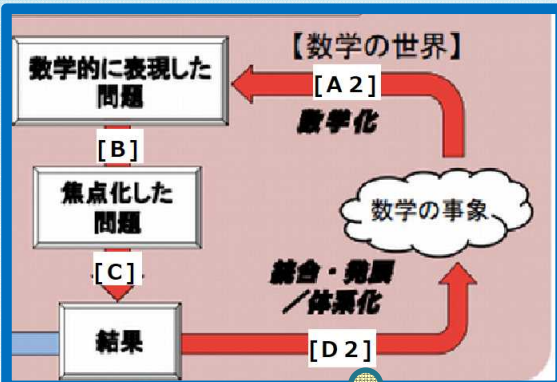 【数学の世界】
数学的に表現した
問題
[A2]
数学化
[B]
焦点化した
問題
数学の事象
[C]
統合・発展
／体系化
結果
[D2]